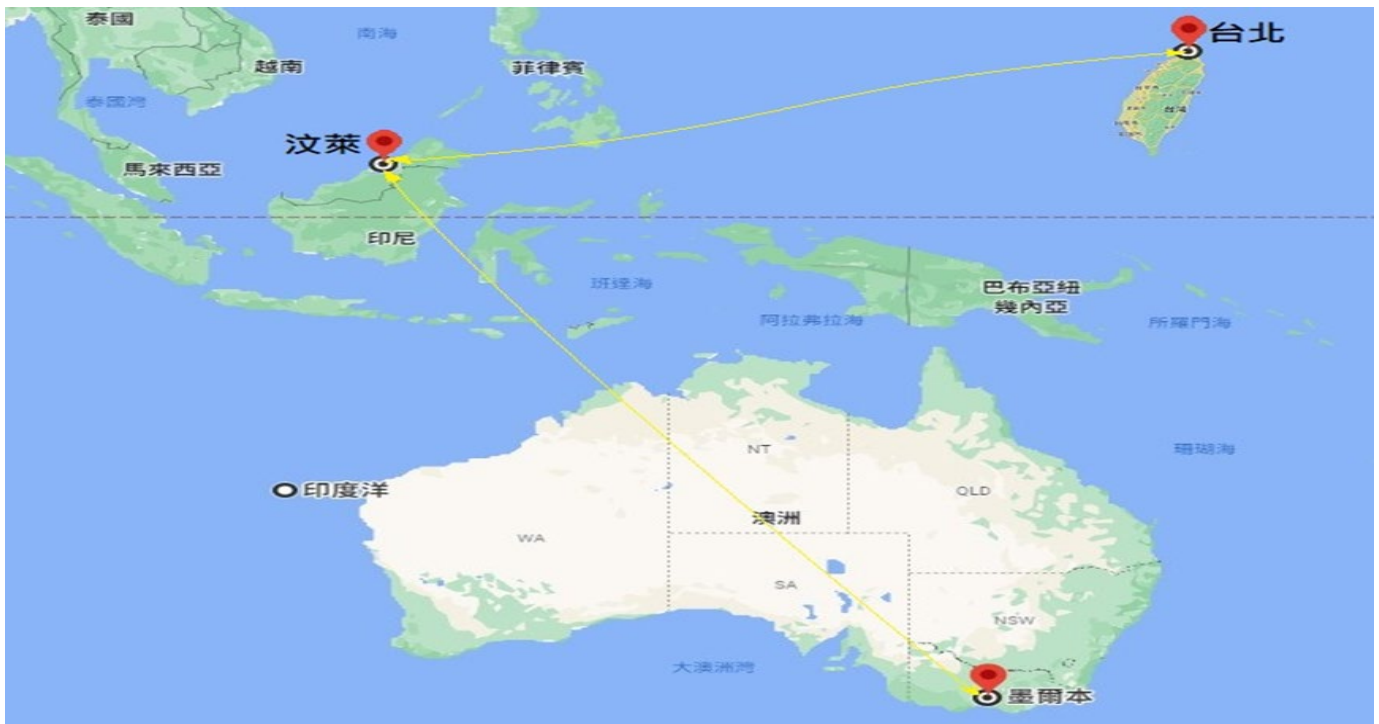 泰國
南海
台北
越南
菲律賓
泰國灣
台灣
汶萊
馬來西亞
印尼
班達海
巴布亞紐
幾內亞
阿拉弗拉海
所羅門海
NT
珊瑚海
印度洋
QLD
澳洲
WA
SA
NSW
大澳洲灣
墨爾本